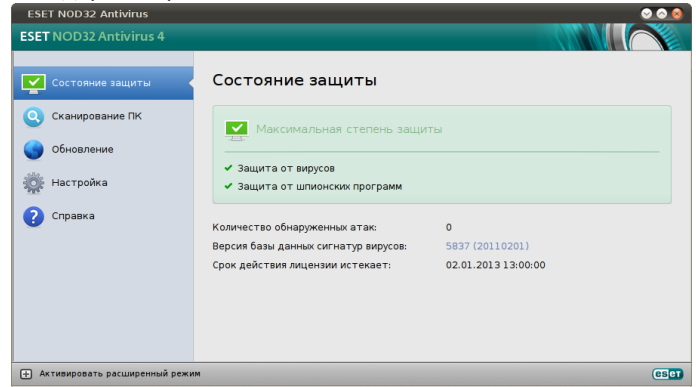 ESET NOD32 Antivirus
ESET NOD32 Antivirus 4
Состояние защиты
Сканирование ПК
Обновление
Настройка
Справка
Состояние защиты
Максимальная степень защиты
Защита от вирусов
Защита от шпионских программ
Количество обнаруженных атак: 0
Версия базы данных сигнатур вирусов: 5837 (20110201)
Срок действия лицензии истекает: 02.01.2013 13:00:00
Активировать расширенный режим
eset